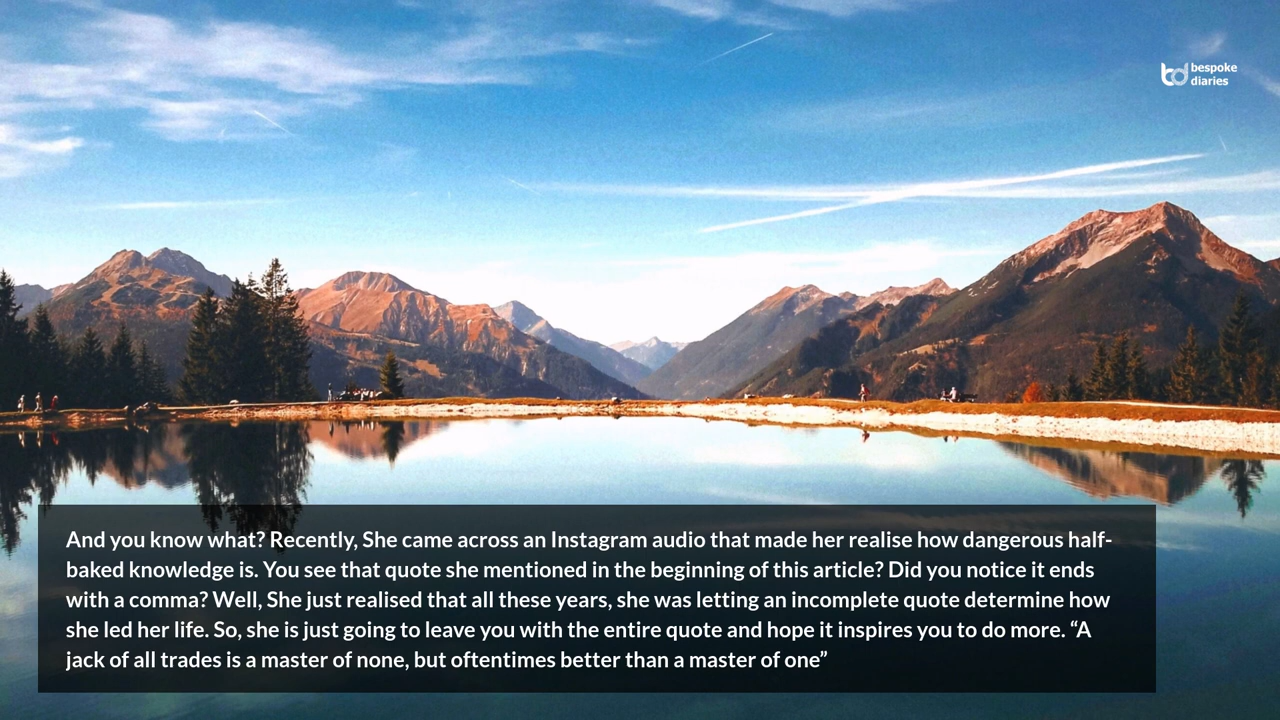 bespoke
diaries
And you know what? Recently, She came across an Instagram audio that made her realise how dangerous half-
baked knowledge is. You see that quote she mentioned in the beginning of this article? Did you notice it ends
with a comma? Well, She just realised that all these years, she was letting an incomplete quote determine how
she led her life. So, she is just going to leave you with the entire quote and hope it inspires you to do more. “A
jack of all trades is a master of none, but oftentimes better than a master of one”